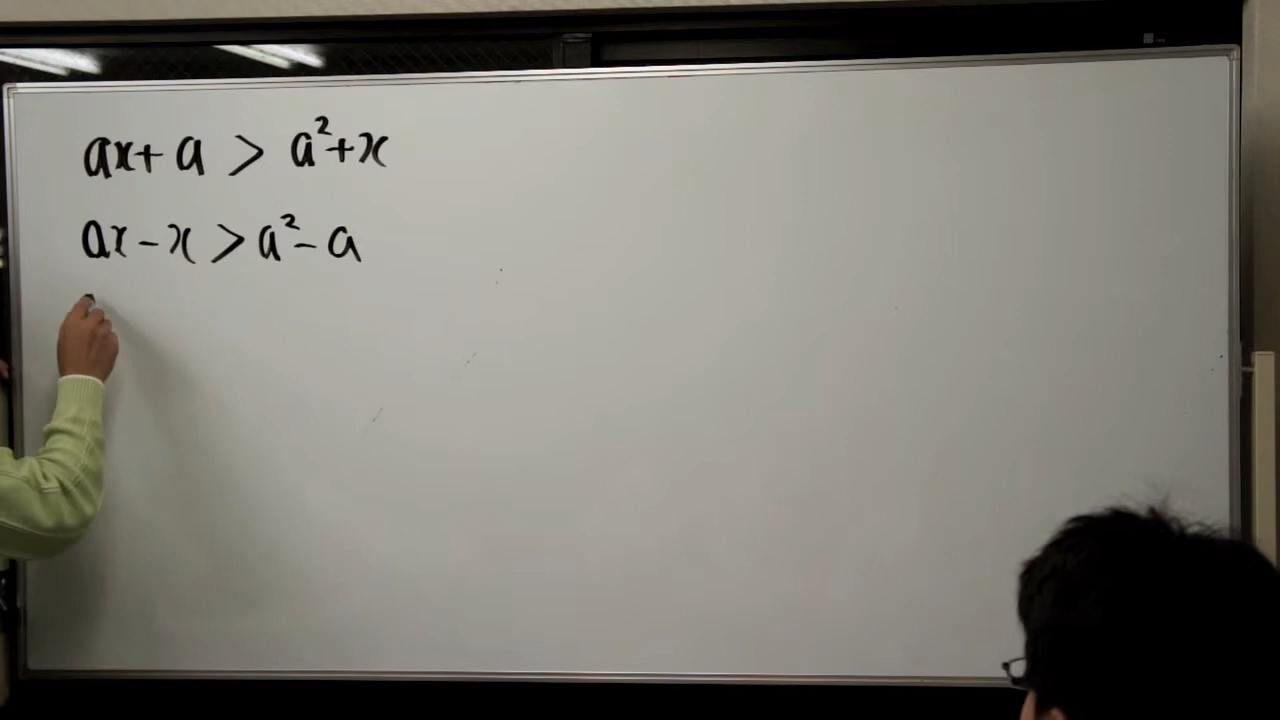 ax+a > a²+x
ax-x > a²-a